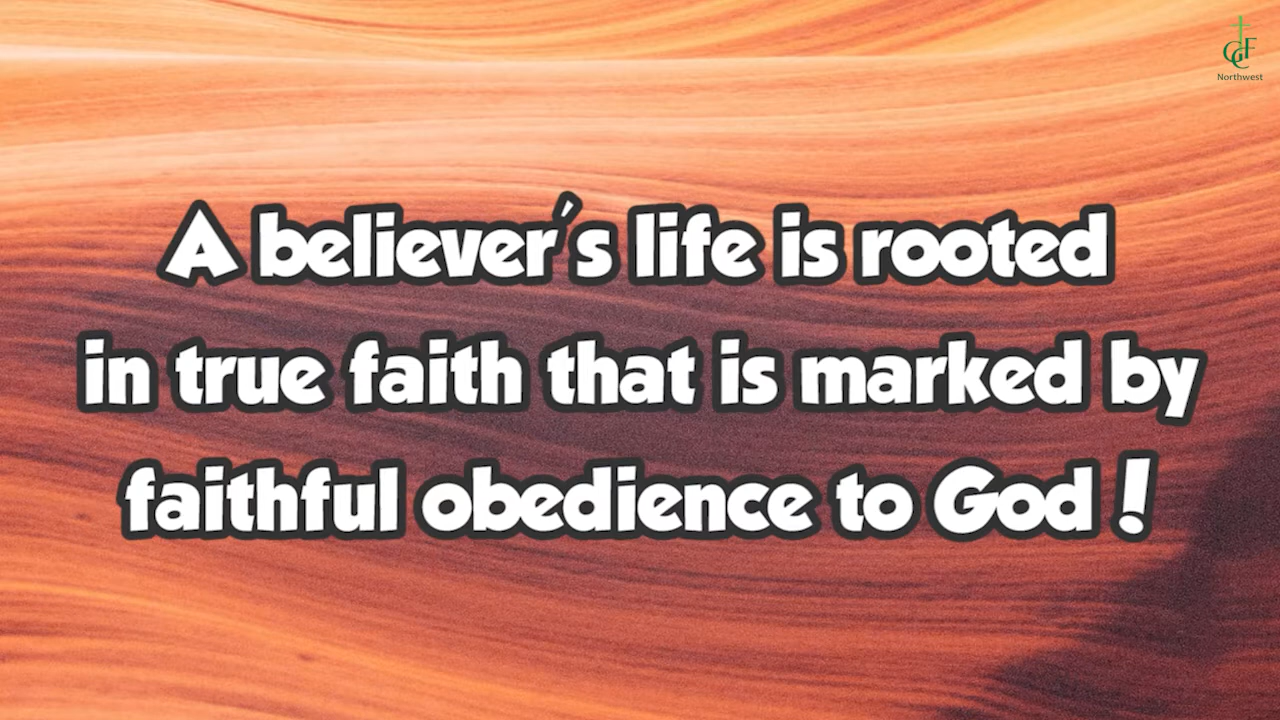 GCF
Northwest
A believer's life is rooted
in true faith that is marked by
faithful obedience to God!